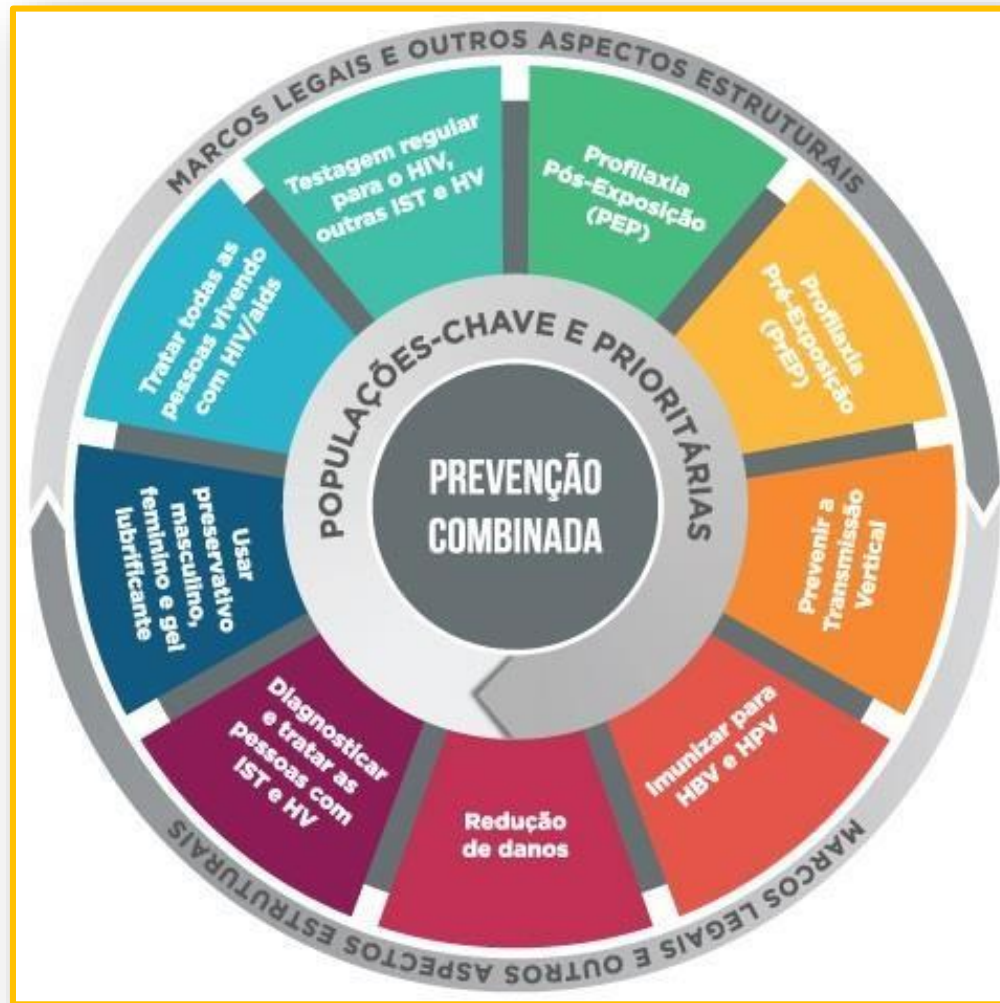 MARCOS LEGAIS E OUTROS ASPECTOS ESTRUTURAIS
Testagem regular
para o HIV,
outras IST e HV
Profilaxia
Pós-Exposição
(PEP)
Profilaxia
Pré-Exposição
(PrEP)
Prevenir a
Transmissão
Vertical
Imunizar para
HBV e HPV
Redução
de danos
Diagnosticar
e tratar as
pessoas com
IST e HV
Usar
preservativo
masculino,
feminino e gel
lubrificante
Tratar todas as
pessoas vivendo
com HIV/aids
POPULAÇÕES-CHAVE E PRIORITÁRIAS
PREVENÇÃO
COMBINADA
MARCOS LEGAIS E OUTROS ASPECTOS ESTRUTURAIS